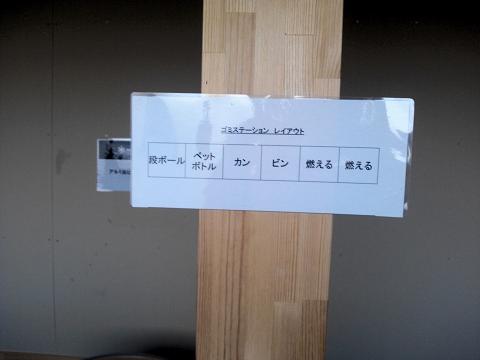 ゴミステーション レイアウト
段ボール
ペット
ボトル
カン
ビン
燃える
燃える